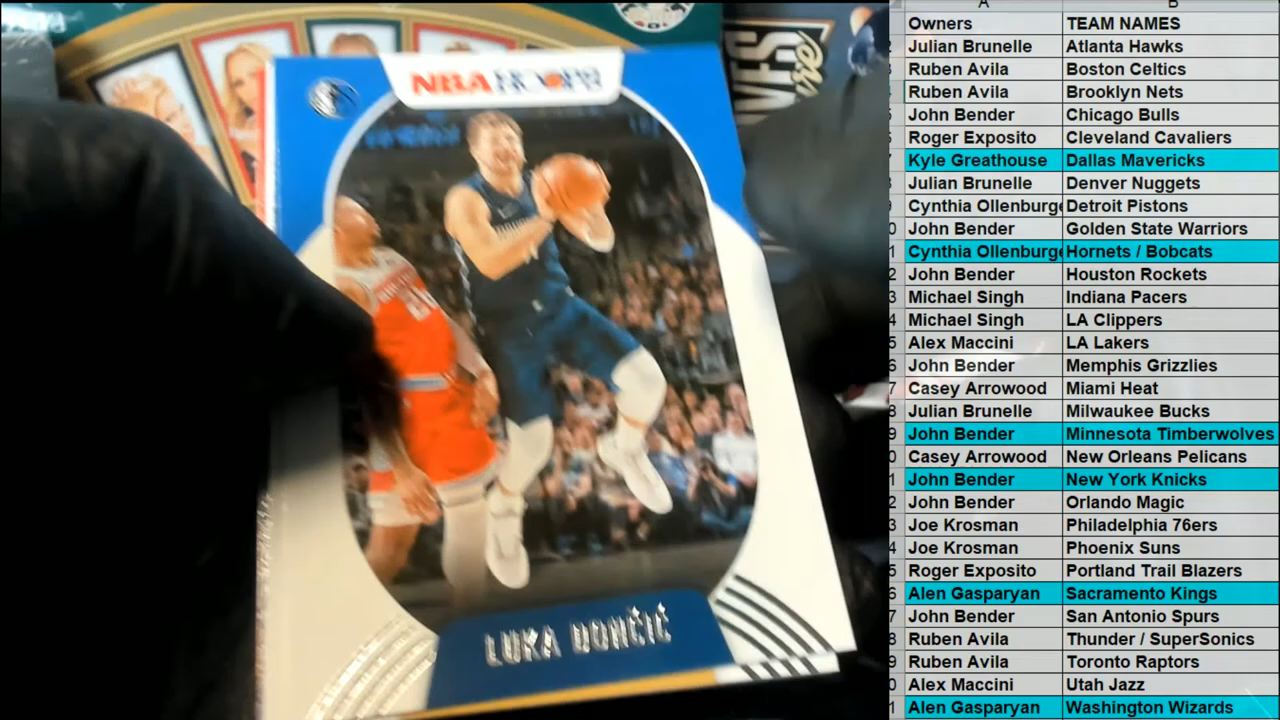 NBA HOOPS
LUKA DONČIĆ
A B
Owners TEAM NAMES
Julian Brunelle Atlanta Hawks
Ruben Avila Boston Celtics
Ruben Avila Brooklyn Nets
John Bender Chicago Bulls
Roger Exposito Cleveland Cavaliers
Kyle Greathouse Dallas Mavericks
Julian Brunelle Denver Nuggets
Cynthia Ollenburge Detroit Pistons
John Bender Golden State Warriors
Cynthia Ollenburge Hornets / Bobcats
John Bender Houston Rockets
Michael Singh Indiana Pacers
Michael Singh LA Clippers
Alex Maccini LA Lakers
John Bender Memphis Grizzlies
Casey Arrowood Miami Heat
Julian Brunelle Milwaukee Bucks
John Bender Minnesota Timberwolves
Casey Arrowood New Orleans Pelicans
John Bender New York Knicks
John Bender Orlando Magic
Joe Krosman Philadelphia 76ers
Joe Krosman Phoenix Suns
Roger Exposito Portland Trail Blazers
Alen Gasparyan Sacramento Kings
John Bender San Antonio Spurs
Ruben Avila Thunder / SuperSonics
Ruben Avila Toronto Raptors
Alex Maccini Utah Jazz
Alen Gasparyan Washington Wizards